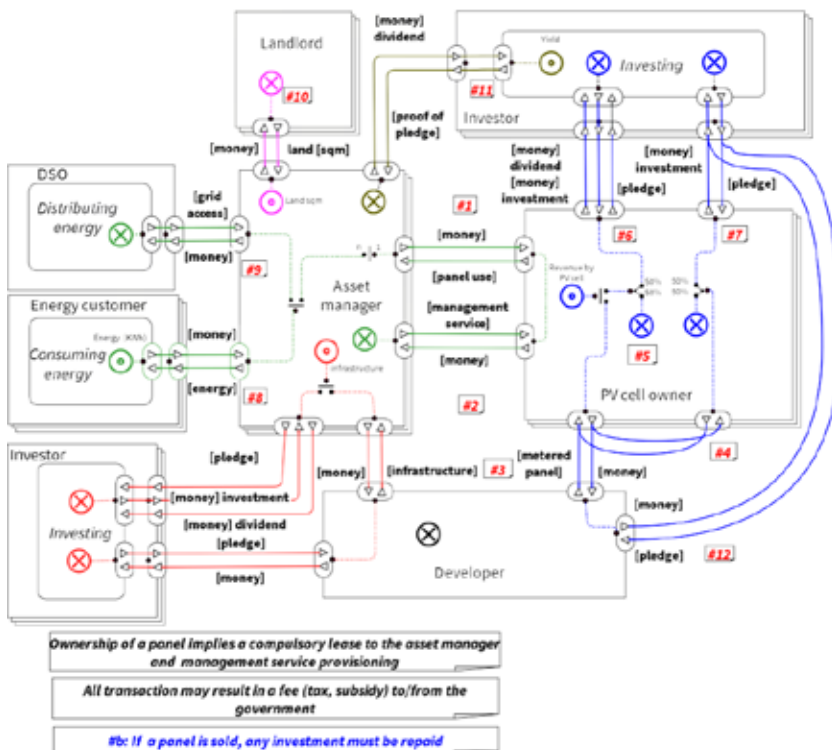 Landlord
#10
[money]
land [sqm]
Land sqm
[money]
dividend
[proof of
pledge]
#11
Yield
Investing
Investor
[money]
dividend
[money]
investment
[pledge]
[money]
investment
[pledge]
DSO
Distributing
energy
[grid
access]
[money]
#9
Energy customer
Energy (KWh)
Consuming
energy
[money]
[energy]
#8
Asset
manager
infrastructure
#1
[money]
[panel use]
[management
service]
[money]
#2
#6
#7
Revenue by
PV cell
50%
50%
50%
#5
PV cell owner
#4
Investor
Investing
[pledge]
[money] investment
[money] dividend
[pledge]
[money]
[money]
[infrastructure]
#3
[metered
panel]
[money]
[money]
[pledge]
#12
Developer
Ownership of a panel implies a compulsory lease to the asset manager
and management service provisioning
All transaction may result in a fee (tax, subsidy) to/from the
government
#b: If a panel is sold, any investment must be repaid